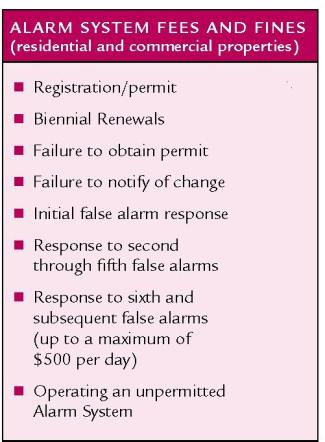 ALARM SYSTEM FEES AND FINES
(residential and commercial properties)
■ Registration/permit
■ Biennial Renewals
■ Failure to obtain permit
■ Failure to notify of change
■ Initial false alarm response
■ Response to second
through fifth false alarms
■ Response to sixth and
subsequent false alarms
(up to a maximum of
$500 per day)
■ Operating an unpermitted
Alarm System